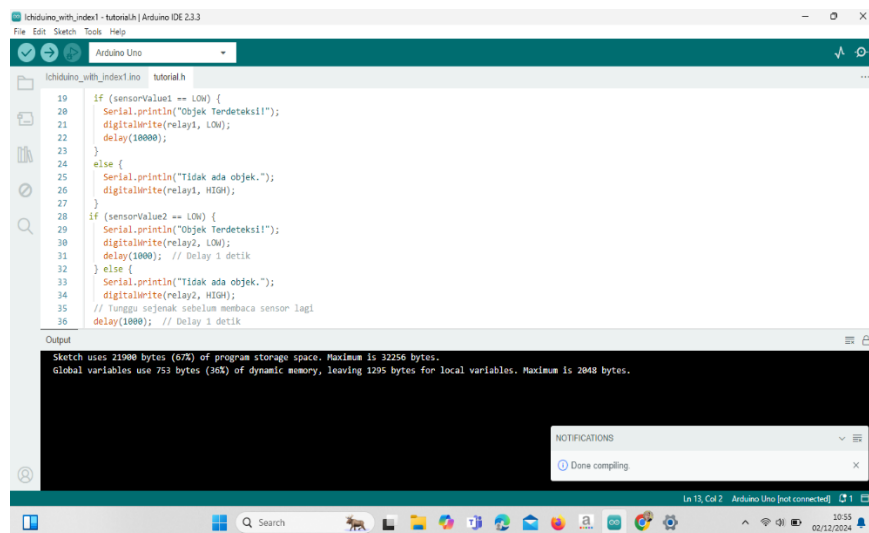 Ichiduino_with_index1 - tutorial.h | Arduino IDE 2.3.3
File Edit Sketch Tools Help
Arduino Uno
Ichiduino_with_index1.ino tutorial.h
19 if (sensorValue1 == LOW) {
20 Serial.println("Objek Terdeteksi!");
21 digitalWrite(relay1, LOW);
22 delay(10000);
23 }
24 else {
25 Serial.println("Tidak ada objek.");
26 digitalWrite(relay1, HIGH);
27 }
28 if (sensorValue2 == LOW) {
29 Serial.println("Objek Terdeteksi!");
30 digitalWrite(relay2, LOW);
31 delay(1000); // Delay 1 detik
32 } else {
33 Serial.println("Tidak ada objek.");
34 digitalWrite(relay2, HIGH);
35 // Tunggu sejenak sebelum membaca sensor lagi
36 delay(1000); // Delay 1 detik
Output
Sketch uses 21900 bytes (67%) of program storage space. Maximum is 32256 bytes.
Global variables use 753 bytes (36%) of dynamic memory, leaving 1295 bytes for local variables. Maximum is 2048 bytes.
NOTIFICATIONS
Done compiling.
Ln 13, Col 2 Arduino Uno [not connected] 1
Search
10:55
02/12/2024